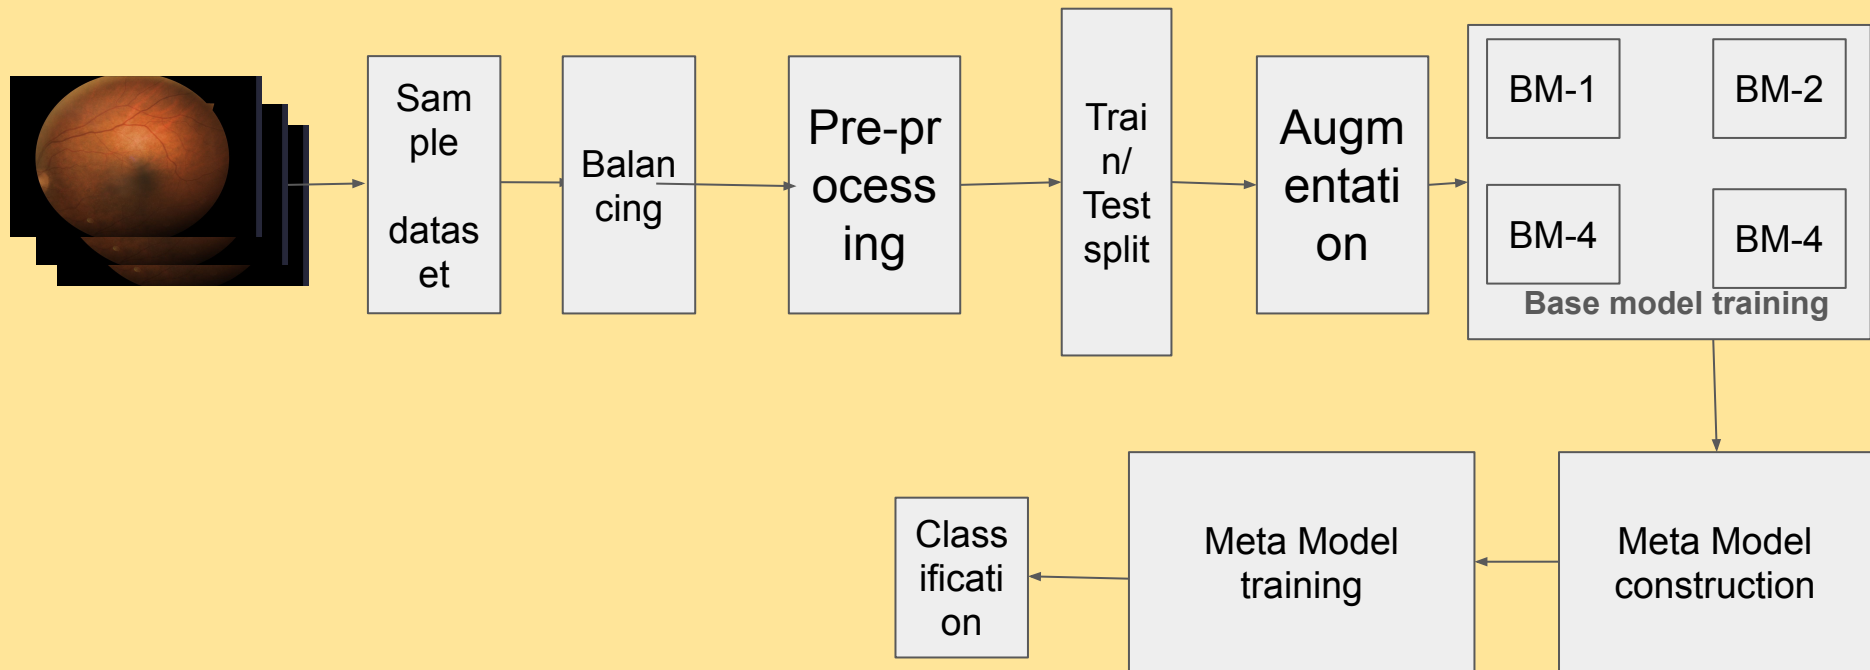 Sam
ple
datas
et
Balan
cing
Pre-pr
ocess
ing
Trai
n/
Test
split
Augm
entati
on
BM-1
BM-2
BM-4
BM-4
Base model training
Class
ificati
on
Meta Model
training
Meta Model
construction